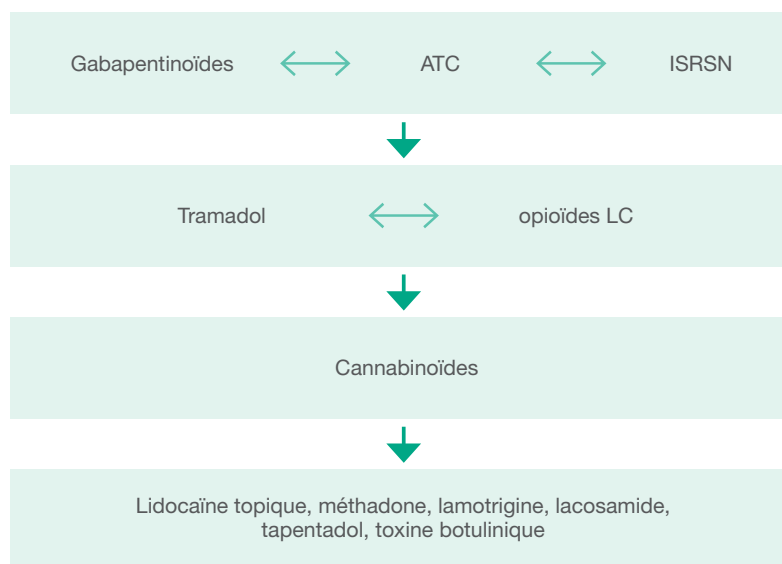 Gabapentinoïdes ATC ISRSN
Tramadol opioïdes LC
Cannabinoïdes
Lidocaïne topique, méthadone, lamotrigine, lacosamide,
tapentadol, toxine botulinique